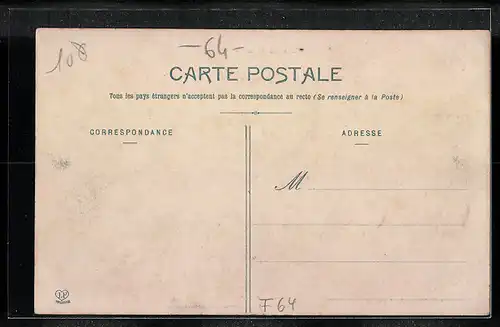 108
-64-
CARTE POSTALE
Tous les pays étrangers n'acceptent pas la correspondance au recto (Se renseigner à la Poste)
CORRESPONDANCE
ADRESSE
M
F64